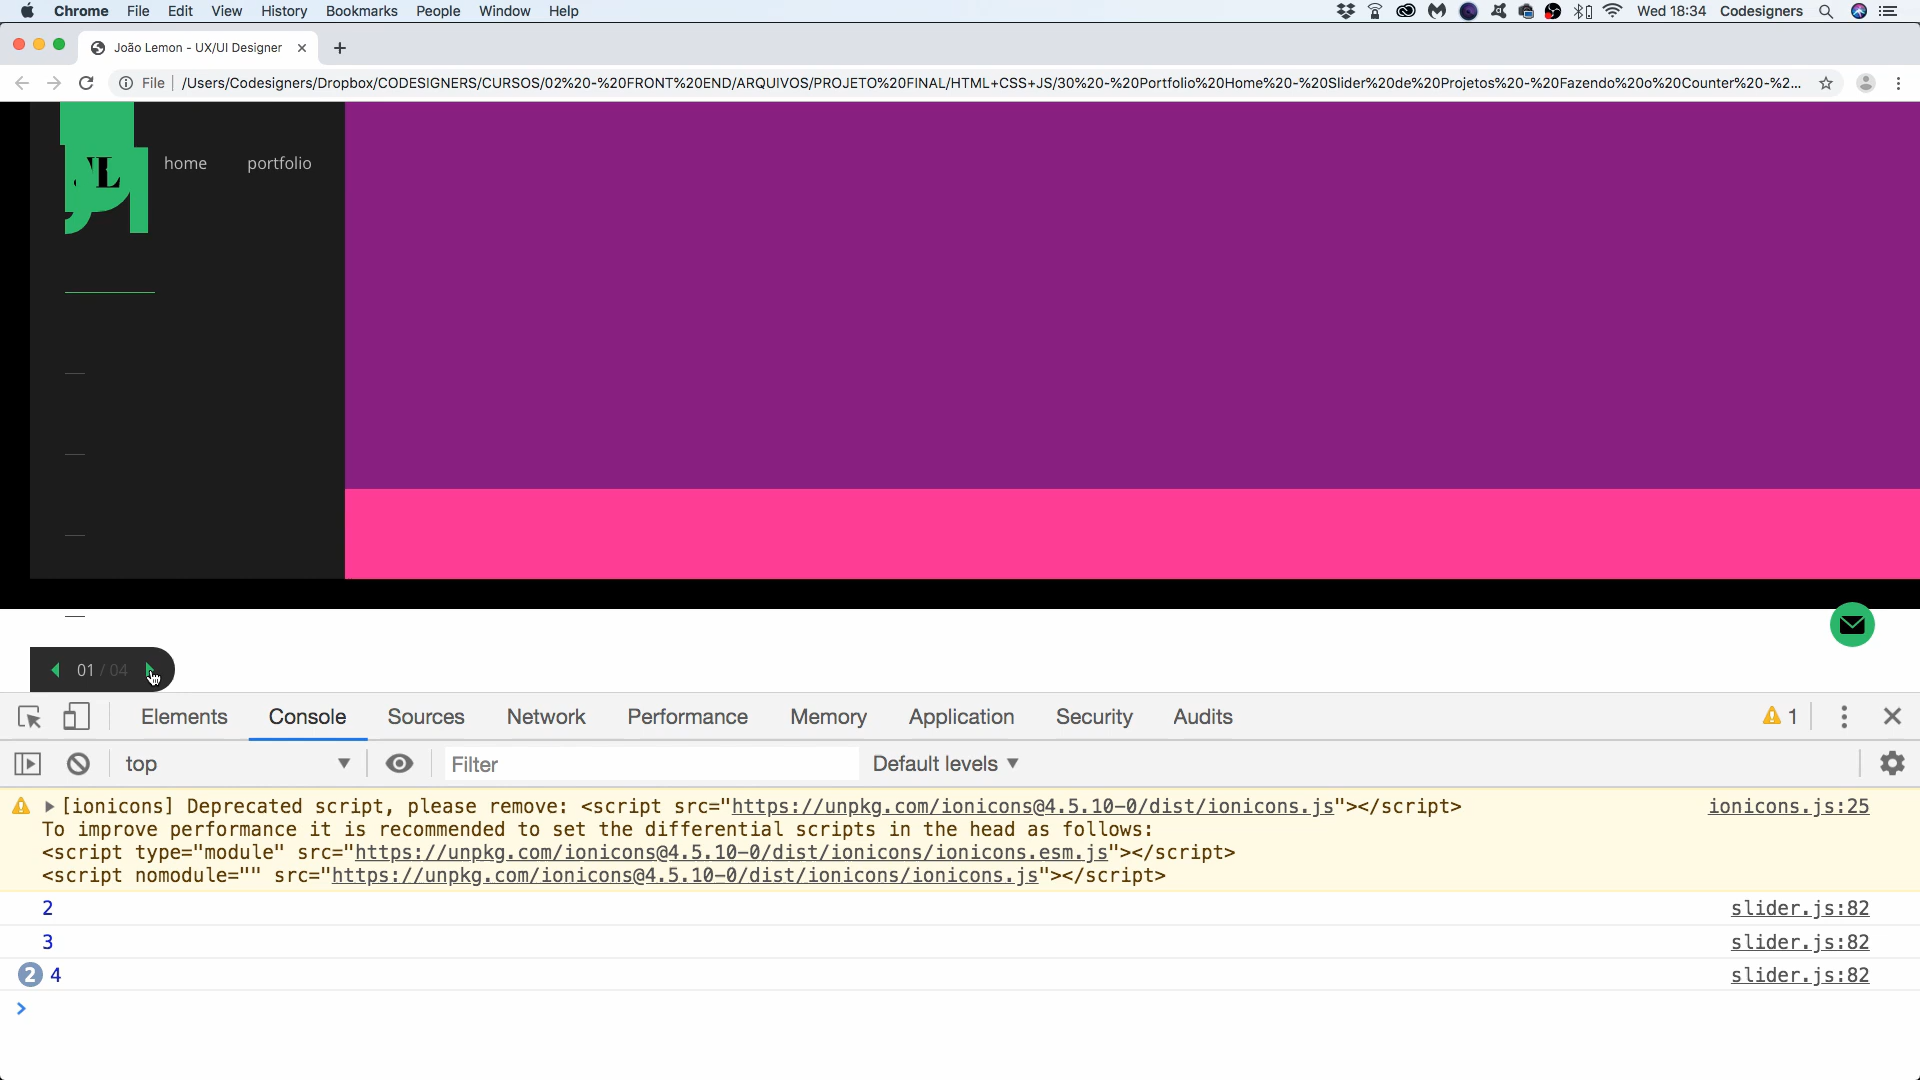 Chrome File Edit View History Bookmarks People Window Help Wed 18:34 Codesigners
João Lemon - UX/UI Designer
File /Users/Codesigners/Dropbox/CODESIGNERS/CURSOS/02%20-%20FRONT%20END/ARQUIVOS/PROJETO%20FINAL/HTML+CSS+JS/30%20-%20Portfolio%20Home%20-%20Slider%20de%20Projetos%20-%20Fazendo%20o%20Counter%20-%2...
JL home portfolio
01 / 04
Elements Console Sources Network Performance Memory Application Security Audits 1
top Filter Default levels
[ionicons] Deprecated script, please remove: <script src="https://unpkg.com/ionicons@4.5.10-0/dist/ionicons.js"></script> ionicons.js:25
To improve performance it is recommended to set the differential scripts in the head as follows:
<script type="module" src="https://unpkg.com/ionicons@4.5.10-0/dist/ionicons/ionicons.esm.js"></script>
<script nomodule="" src="https://unpkg.com/ionicons@4.5.10-0/dist/ionicons/ionicons.js"></script>
2 slider.js:82
3 slider.js:82
2 4 slider.js:82